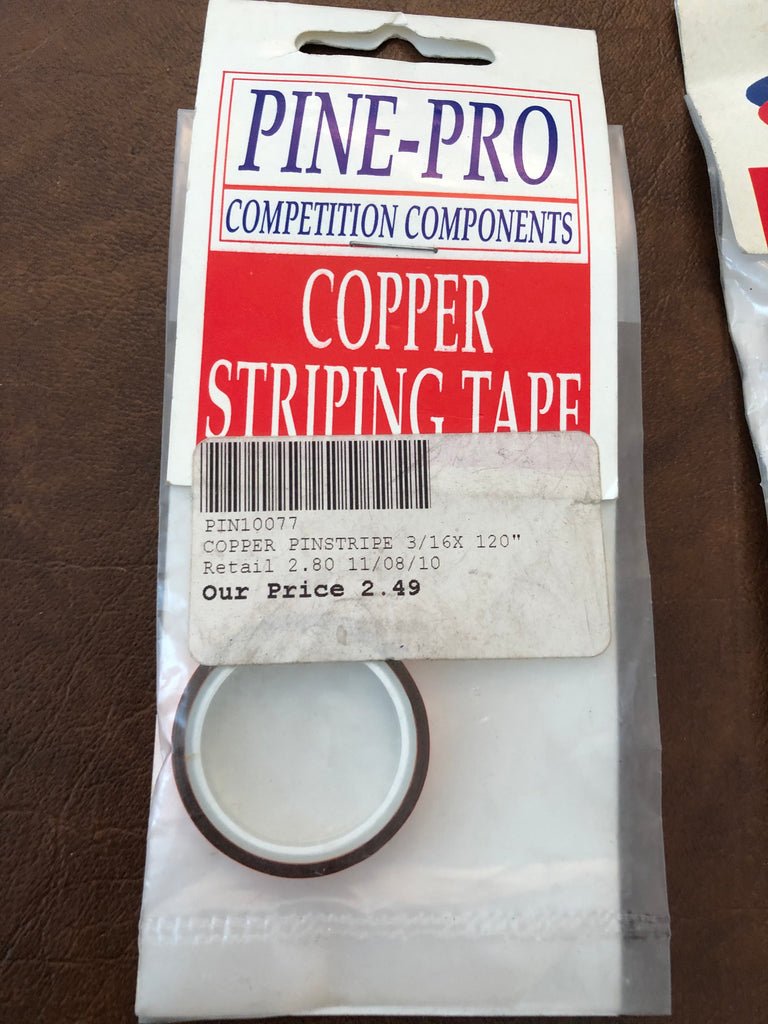 PINE-PRO
COMPETITION COMPONENTS
COPPER
STRIPING TAPE
PIN10077
COPPER PINSTRIPE 3/16X 120"
Retail 2.80 11/08/10
Our Price 2.49